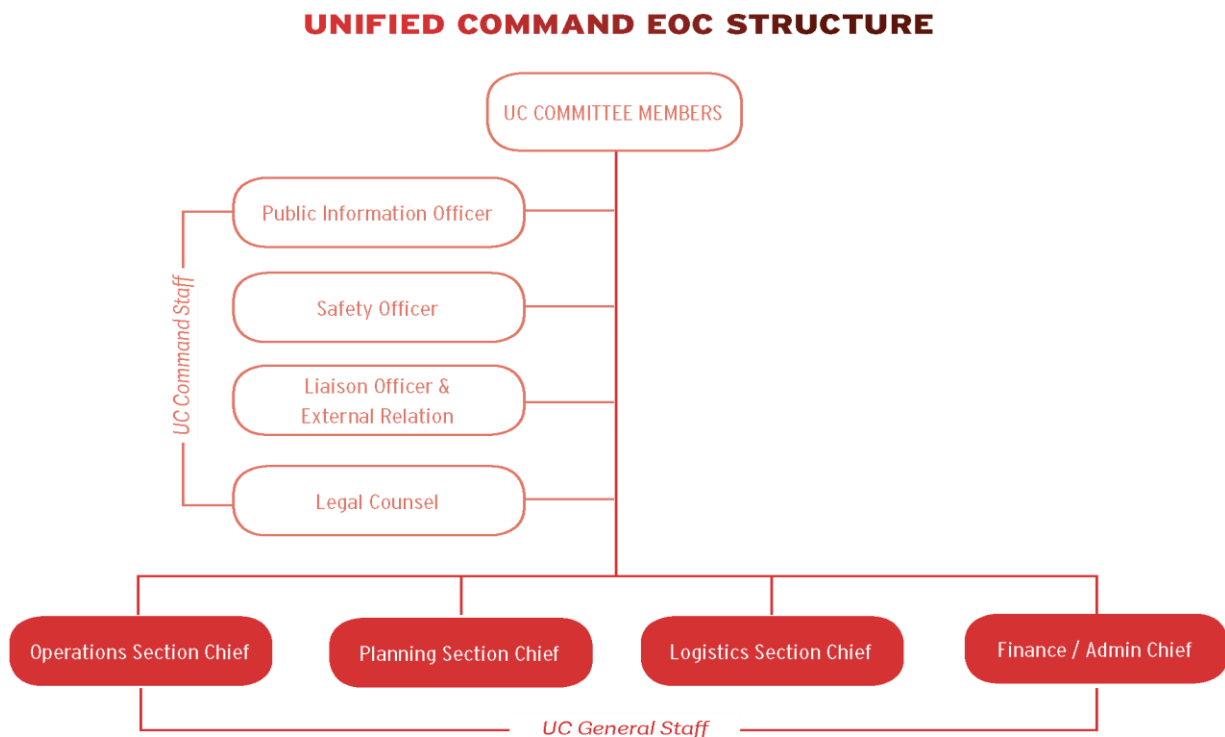 UNIFIED COMMAND EOC STRUCTURE
UC COMMITTEE MEMBERS
Public Information Officer
Safety Officer
Liaison Officer &
External Relation
Legal Counsel
UC Command Staff
Operations Section Chief
Planning Section Chief
Logistics Section Chief
Finance / Admin Chief
UC General Staff